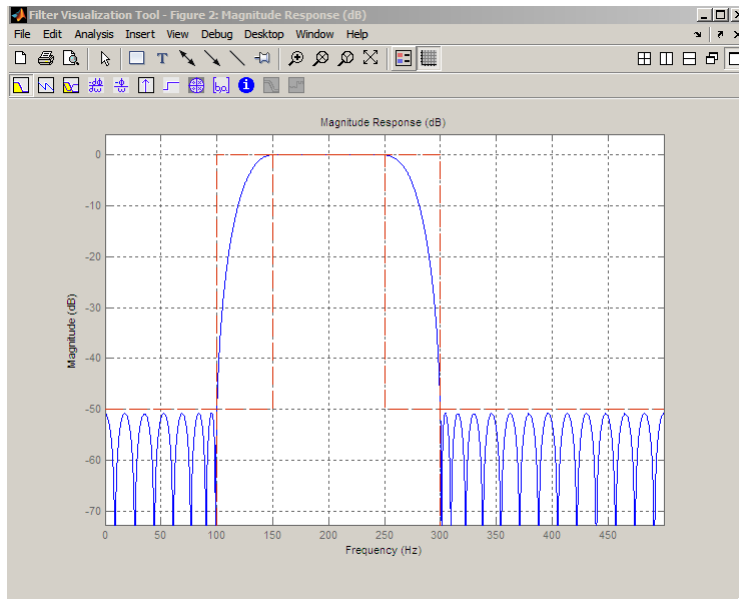 Filter Visualization Tool - Figure 2: Magnitude Response (dB)
File Edit Analysis Insert View Debug Desktop Window Help
T
Magnitude Response (dB)
0
-10
-20
-30
-40
-50
-60
-70
Magnitude (dB)
0 50 100 150 200 250 300 350 400 450
Frequency (Hz)